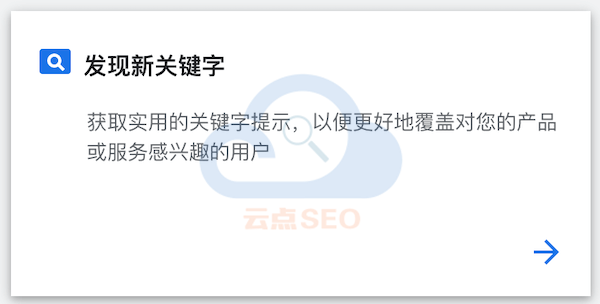 发现新关键字
获取实用的关键字提示，以便更好地覆盖对您的产品
或服务感兴趣的用户
云点SEO